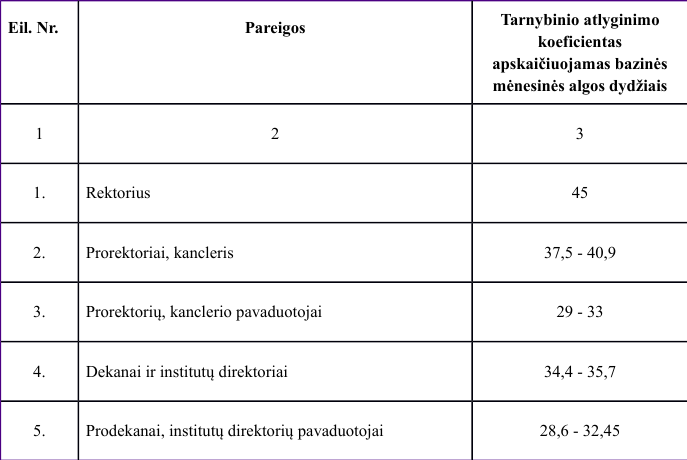 Eil. Nr.
Pareigos
Tarnybinio atlyginimo
koeficientas
apskaičiuojamas bazinės
mėnesinės algos dydžiais
1
2
3
1.
Rektorius
45
2.
Prorektoriai, kancleris
37,5 - 40,9
3.
Prorektorių, kanclerio pavaduotojai
29 - 33
4.
Dekanai ir institutų direktoriai
34,4 - 35,7
5.
Prodekanai, institutų direktorių pavaduotojai
28,6 - 32,45